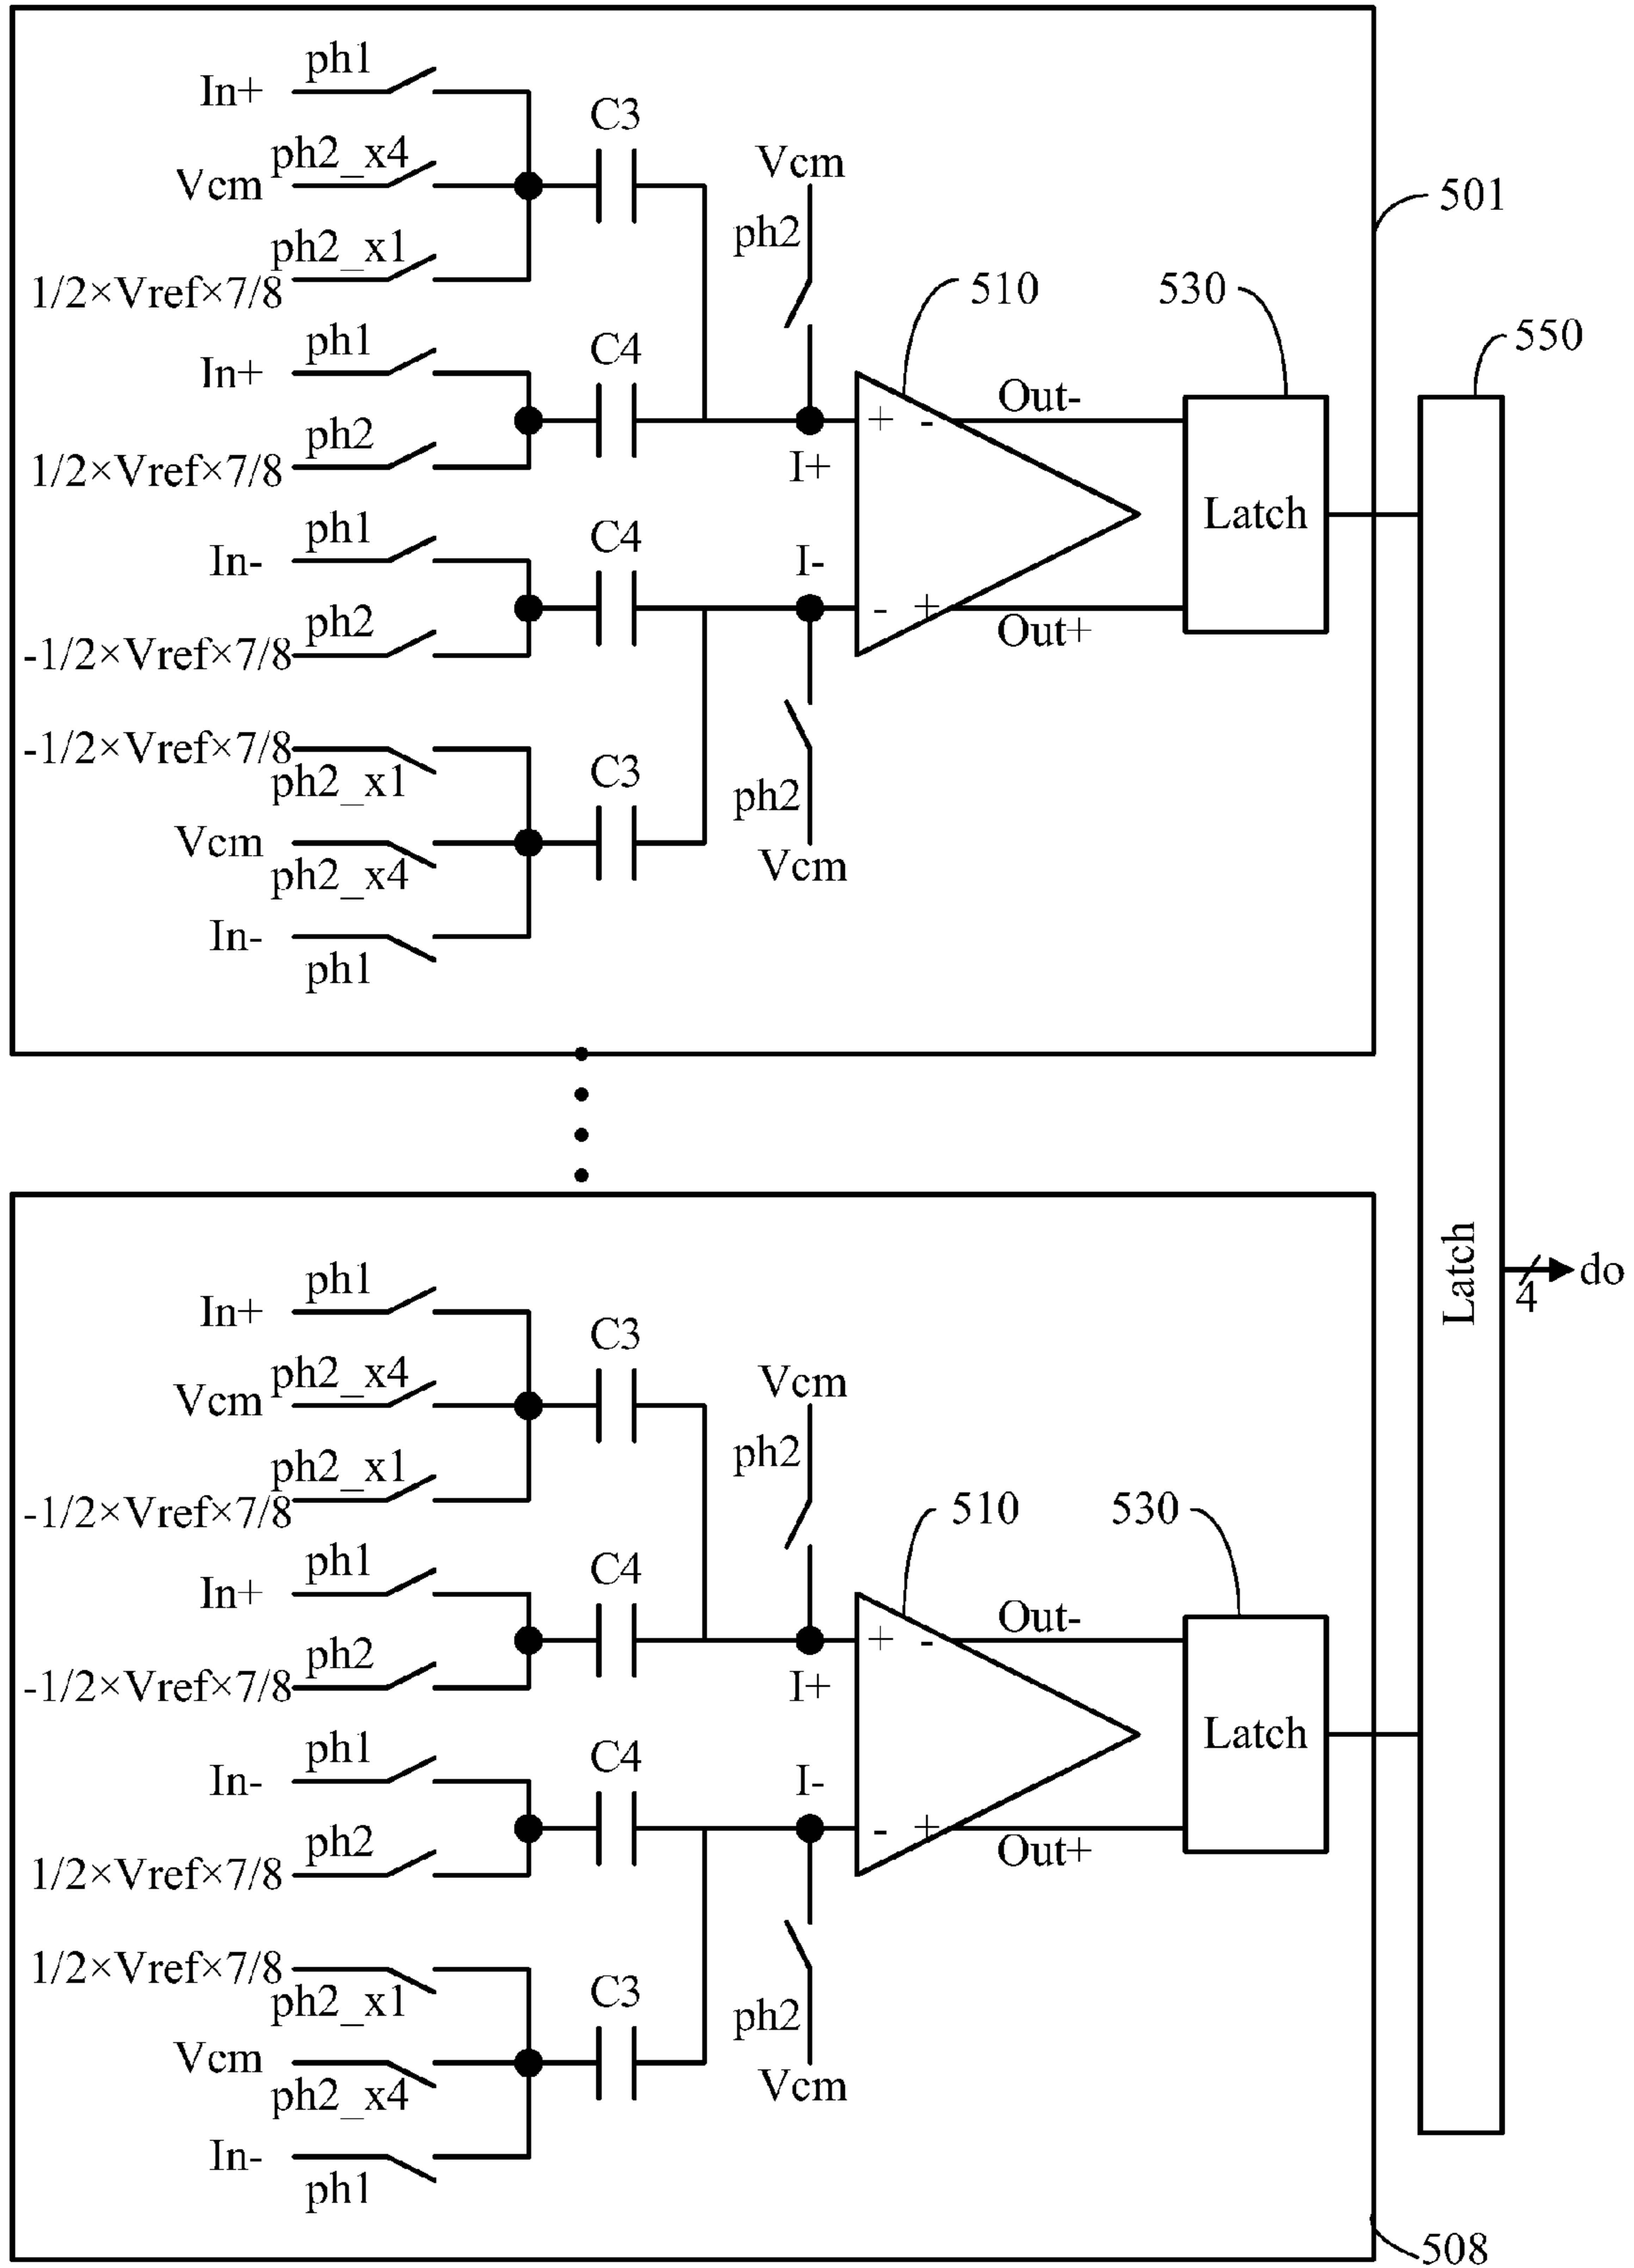 ph1
In+
C3
ph2_x4
Vcm
Vcm
501
ph2
ph2_x1
1/2×Vref×7/8
510
530
ph1
In+
C4
550
Out-
+ -
ph2
1/2×Vref×7/8
I+
Latch
ph1
In-
C4
I-
ph2
- +
Out+
-1/2×Vref×7/8
-1/2×Vref×7/8
ph2_x1
C3
ph2
Vcm
ph2_x4
Vcm
In-
ph1
Latch
do
4
ph1
In+
C3
ph2_x4
Vcm
Vcm
ph2
ph2_x1
-1/2×Vref×7/8
510
530
ph1
In+
C4
Out-
+ -
ph2
-1/2×Vref×7/8
I+
Latch
ph1
In-
C4
I-
ph2
- +
Out+
1/2×Vref×7/8
1/2×Vref×7/8
ph2_x1
C3
ph2
Vcm
ph2_x4
Vcm
In-
ph1
508